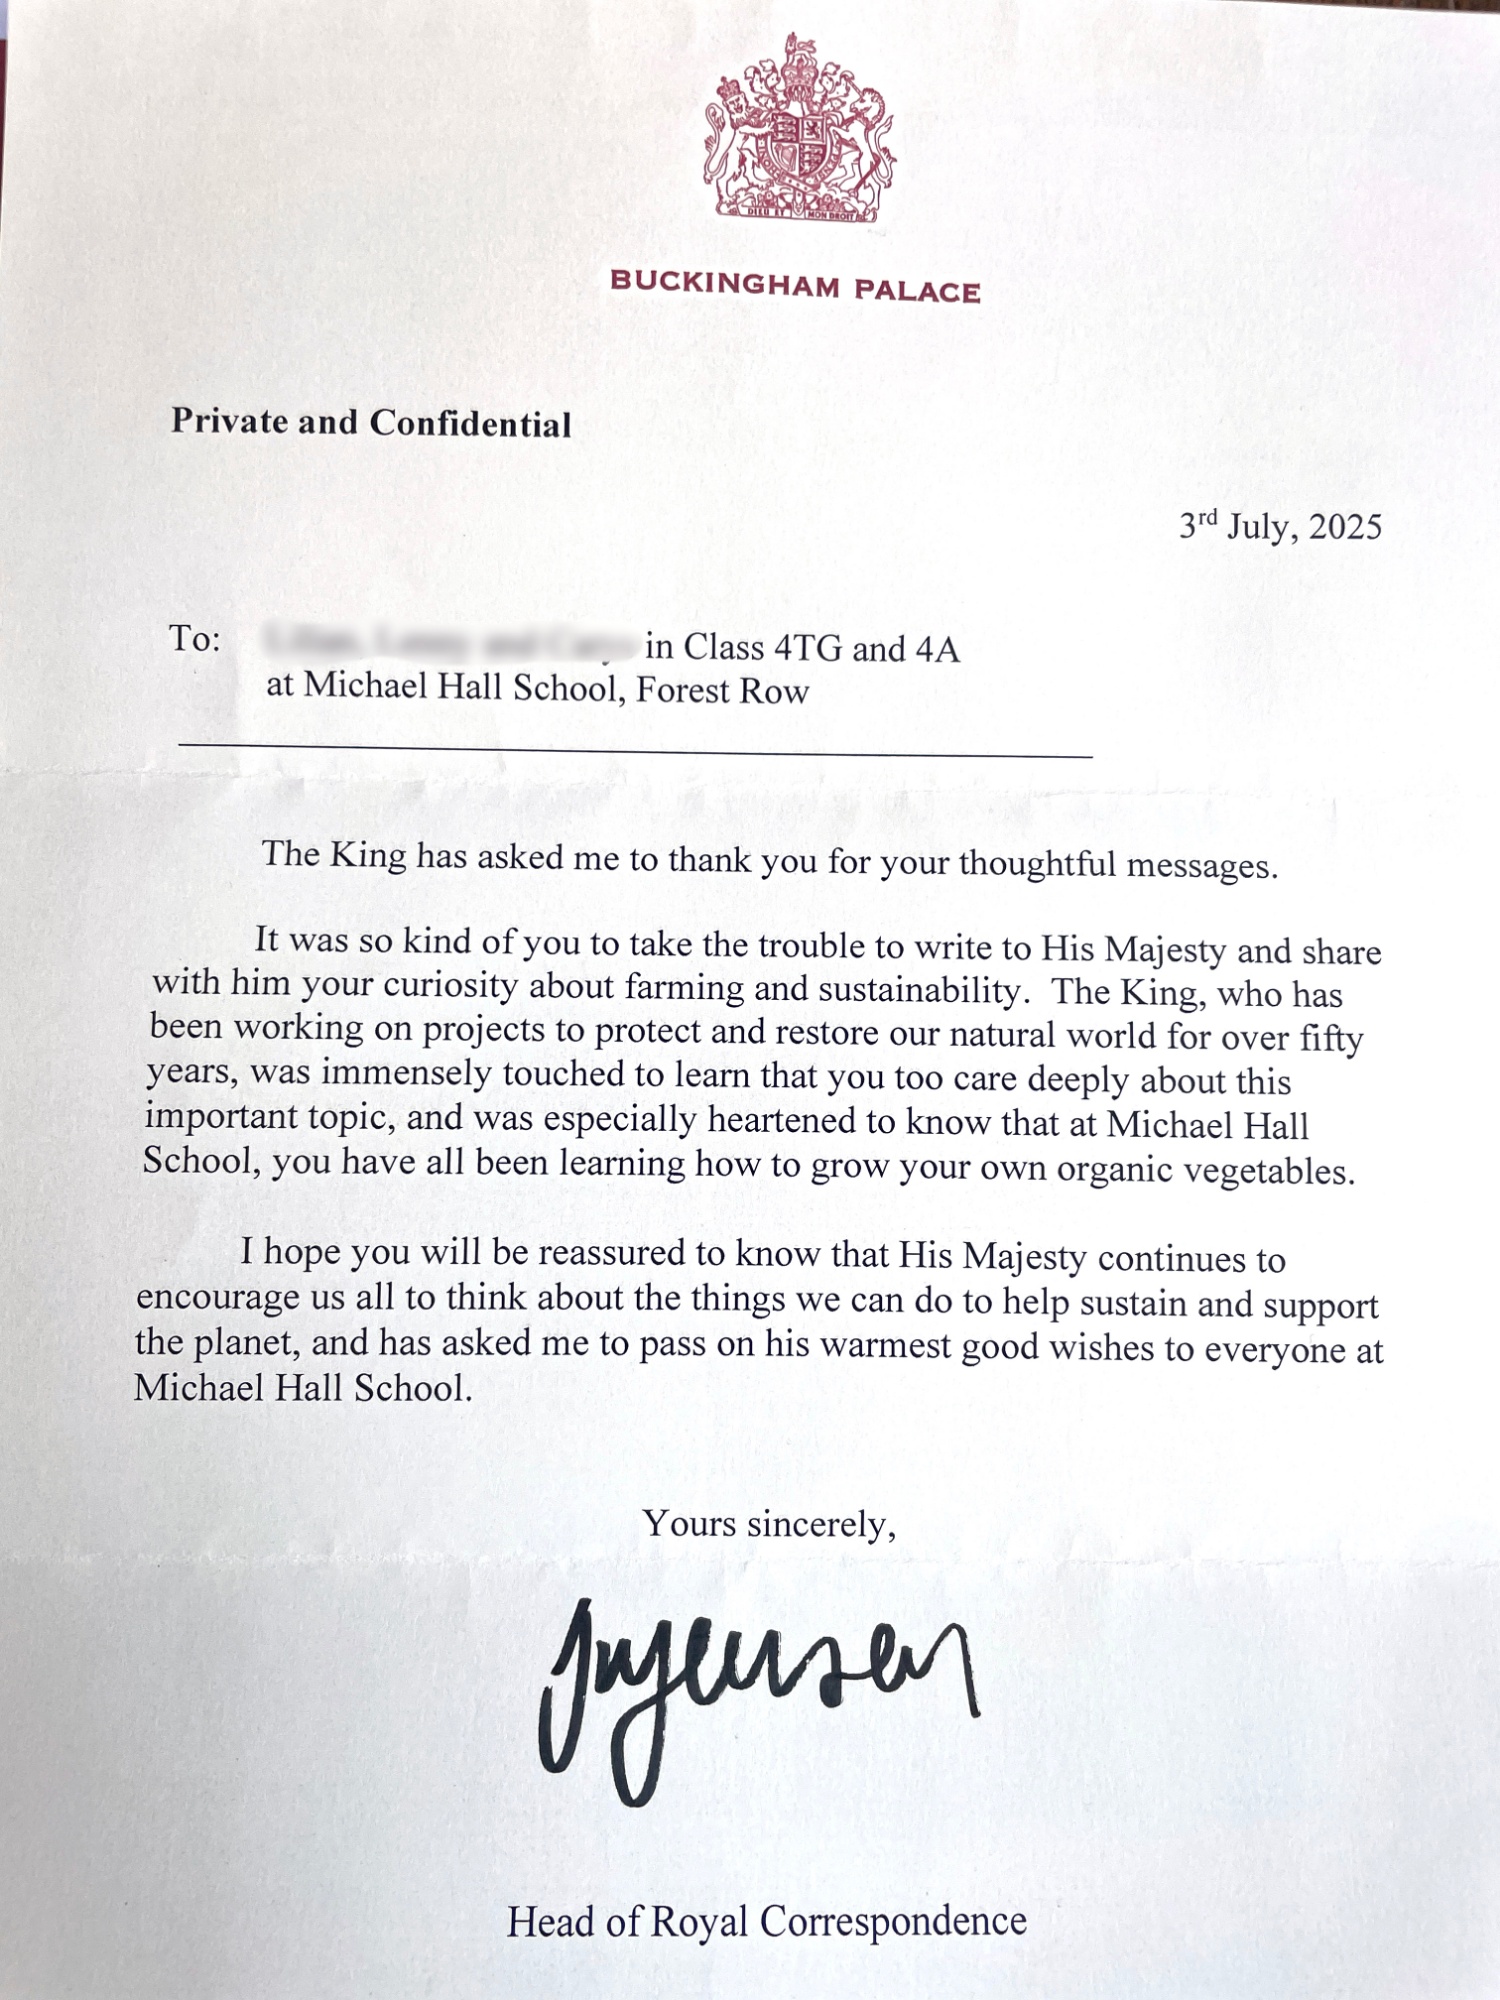 DIEU ET MON DROIT
BUCKINGHAM PALACE
Private and Confidential
3rd July, 2025
To: in Class 4TG and 4A
at Michael Hall School, Forest Row
The King has asked me to thank you for your thoughtful messages.
It was so kind of you to take the trouble to write to His Majesty and share
with him your curiosity about farming and sustainability. The King, who has
been working on projects to protect and restore our natural world for over fifty
years, was immensely touched to learn that you too care deeply about this
important topic, and was especially heartened to know that at Michael Hall
School, you have all been learning how to grow your own organic vegetables.
I hope you will be reassured to know that His Majesty continues to
encourage us all to think about the things we can do to help sustain and support
the planet, and has asked me to pass on his warmest good wishes to everyone at
Michael Hall School.
Yours sincerely,
Head of Royal Correspondence